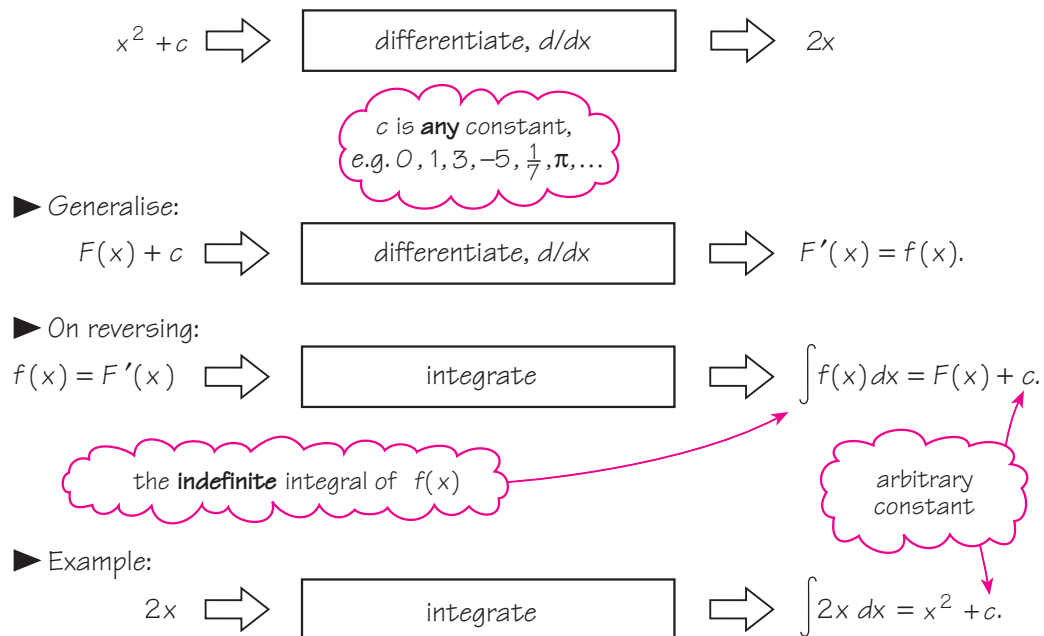 x² + c differentiate, d/dx 2x
c is any constant,
e.g. 0, 1, 3, −5, 1/7, π, ...
► Generalise:
F(x) + c differentiate, d/dx F′(x) = f(x).
► On reversing:
f(x) = F′(x) integrate ∫ f(x) dx = F(x) + c.
the indefinite integral of f(x)
arbitrary
constant
► Example:
2x integrate ∫ 2x dx = x² + c.